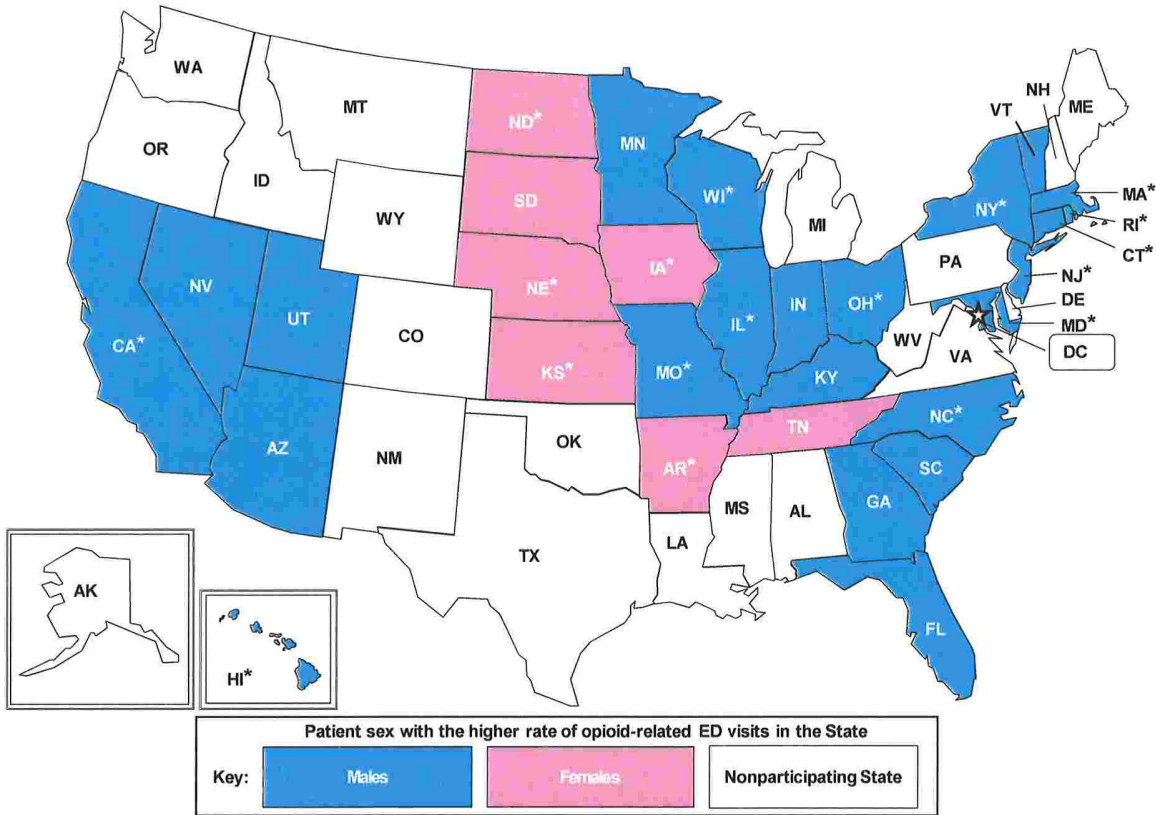 WA
MT
ND*
MN
VT
NH
ME
OR
ID
WY
SD
WI*
MI
NY*
MA*
RI*
CT*
NV
UT
CO
NE*
IA*
IL*
IN
OH*
PA
NJ*
DE
MD*
DC
CA*
KS*
MO*
KY
WV
VA
AZ
NM
OK
AR*
TN
NC*
SC
TX
LA
MS
AL
GA
FL
AK
HI*
Patient sex with the higher rate of opioid-related ED visits in the State
Key: Males Females Nonparticipating State